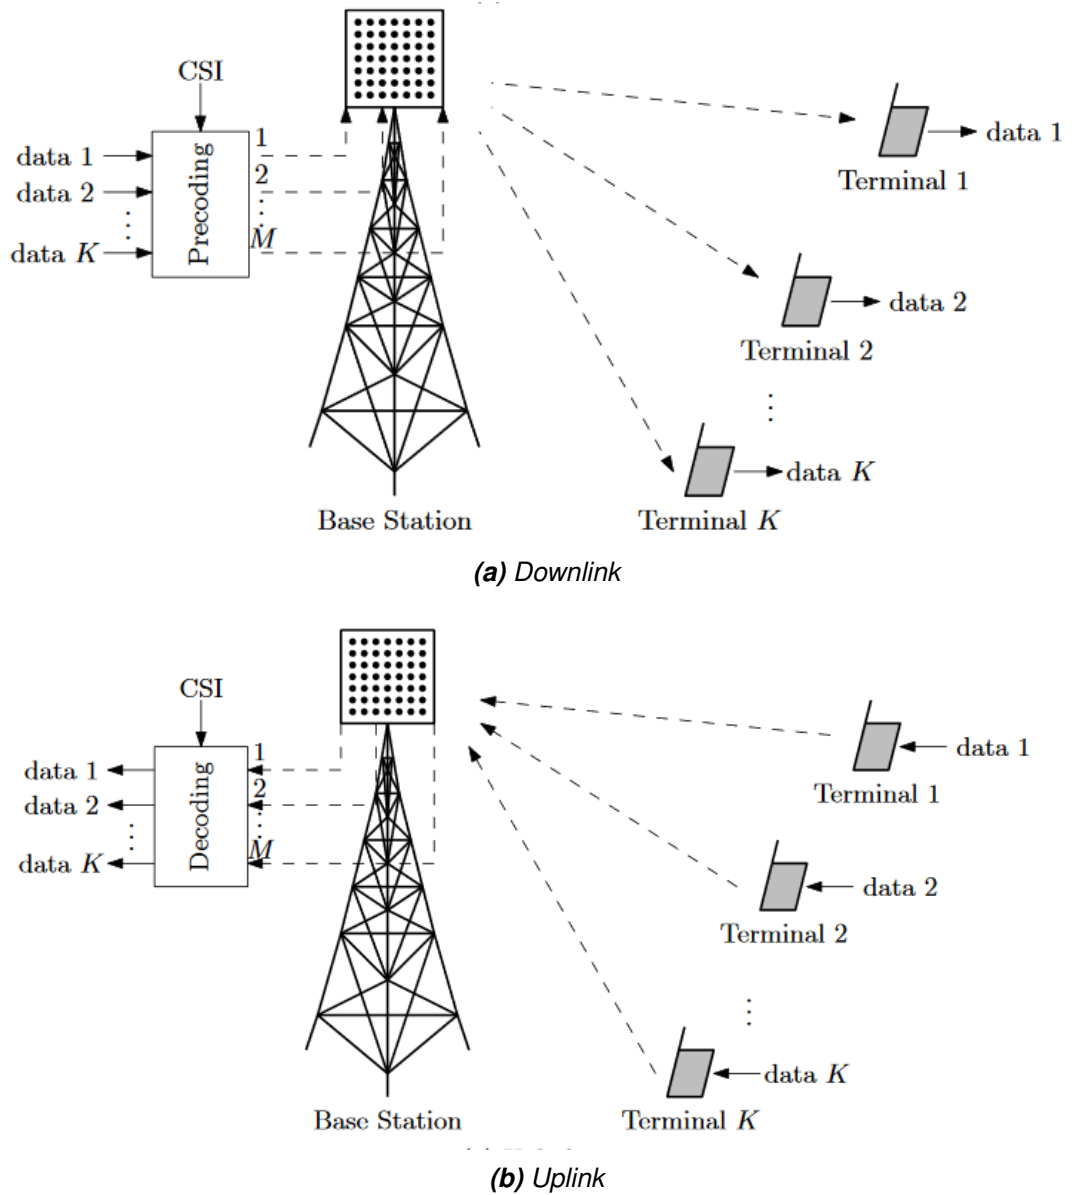 CSI
data 1
data 2
⋮
data K
Precoding
1
2
⋮
M
Base Station
data 1
Terminal 1
data 2
Terminal 2
⋮
data K
Terminal K
(a) Downlink
CSI
data 1
data 2
⋮
data K
Decoding
1
2
⋮
M
Base Station
data 1
Terminal 1
data 2
Terminal 2
⋮
data K
Terminal K
(b) Uplink